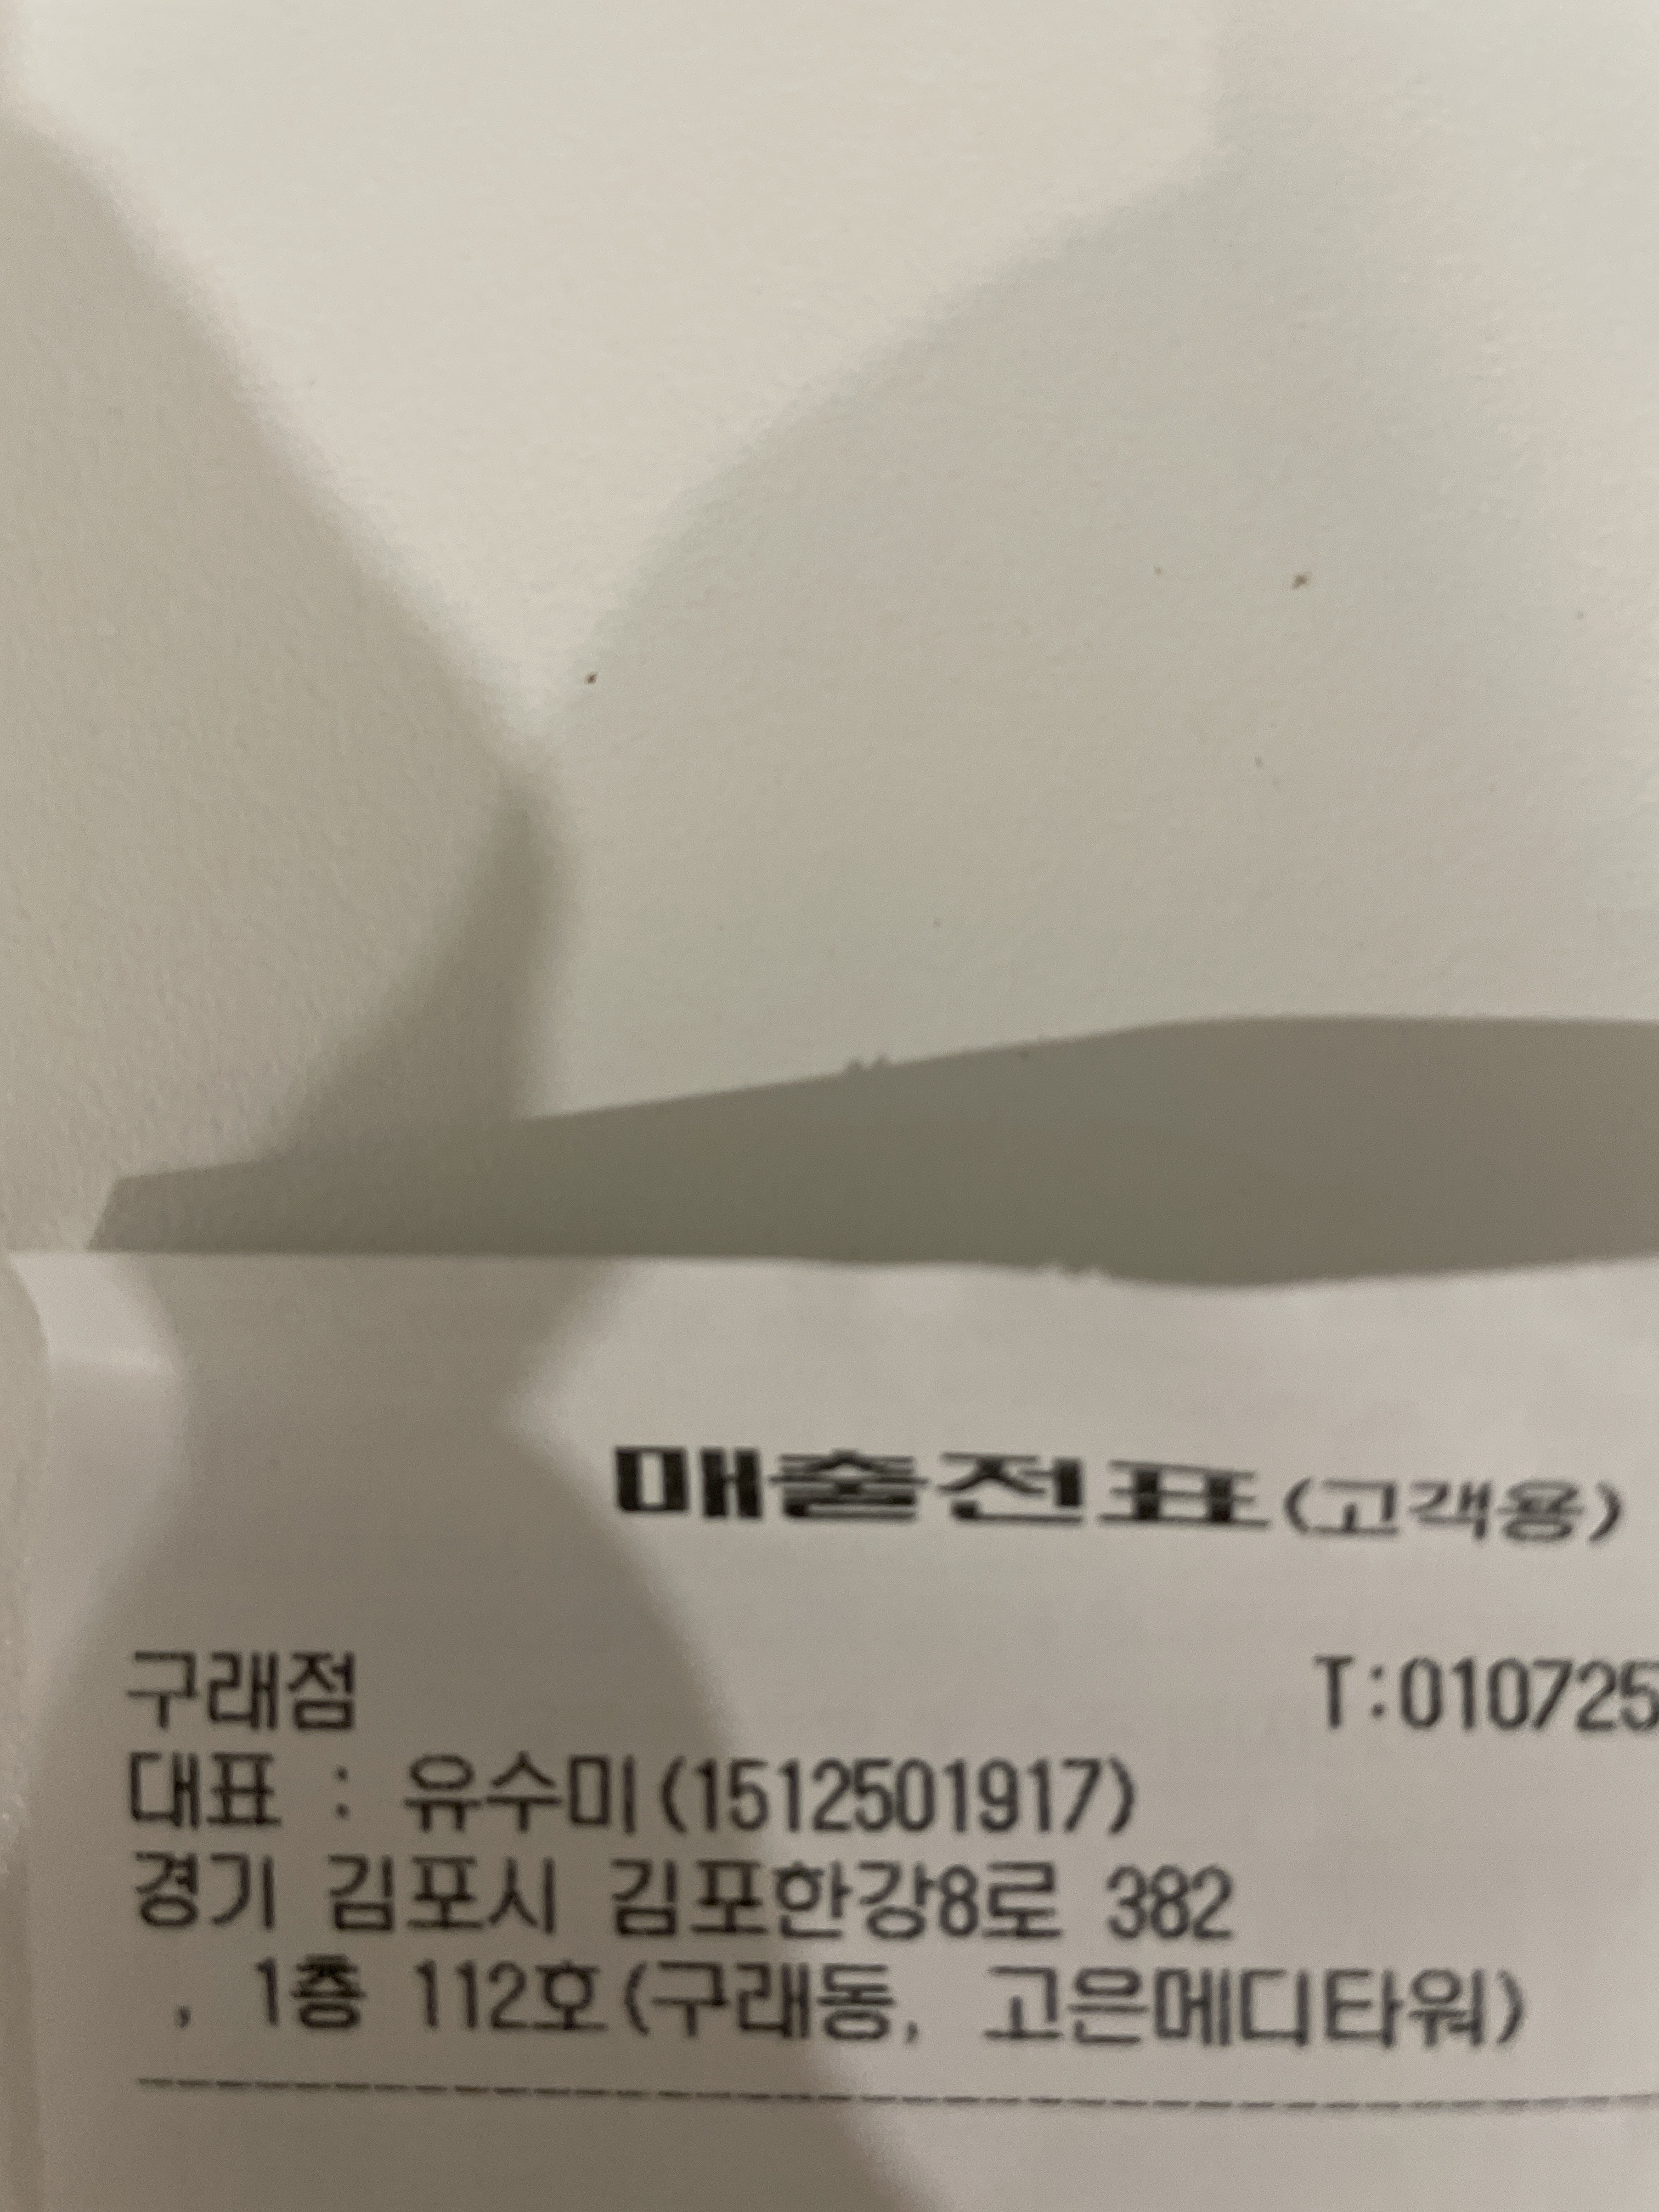 매출전표(고객용)
구래점 T:010725
대표 : 유수미(1512501917)
경기 김포시 김포한강8로 382
, 1층 112호(구래동, 고은메디타워)